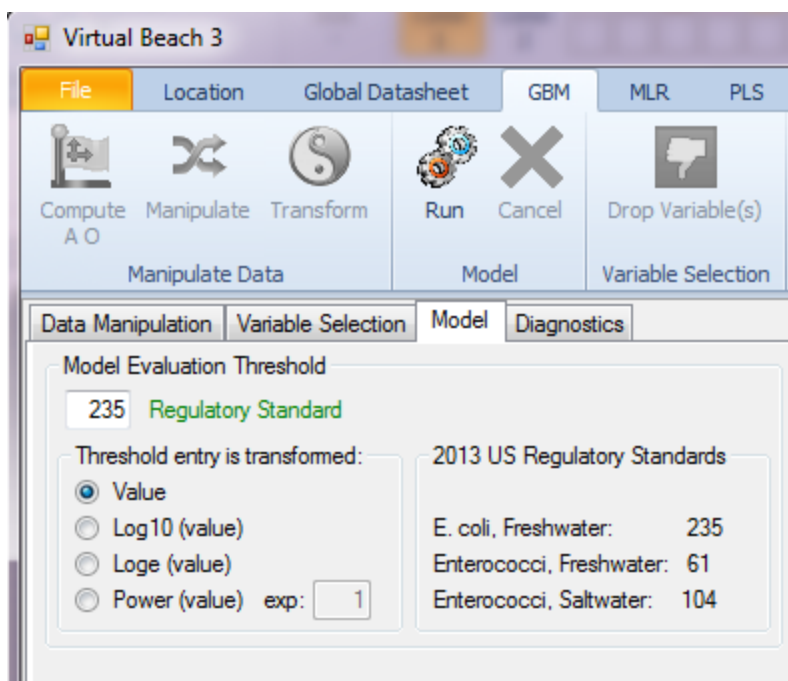 Virtual Beach 3
File Location Global Datasheet GBM MLR PLS
Compute Manipulate Transform Run Cancel Drop Variable(s)
A O
Manipulate Data Model Variable Selection
Data Manipulation Variable Selection Model Diagnostics
Model Evaluation Threshold
235 Regulatory Standard
Threshold entry is transformed:
Value
Log10 (value)
Loge (value)
Power (value) exp: 1
2013 US Regulatory Standards
E. coli, Freshwater: 235
Enterococci, Freshwater: 61
Enterococci, Saltwater: 104